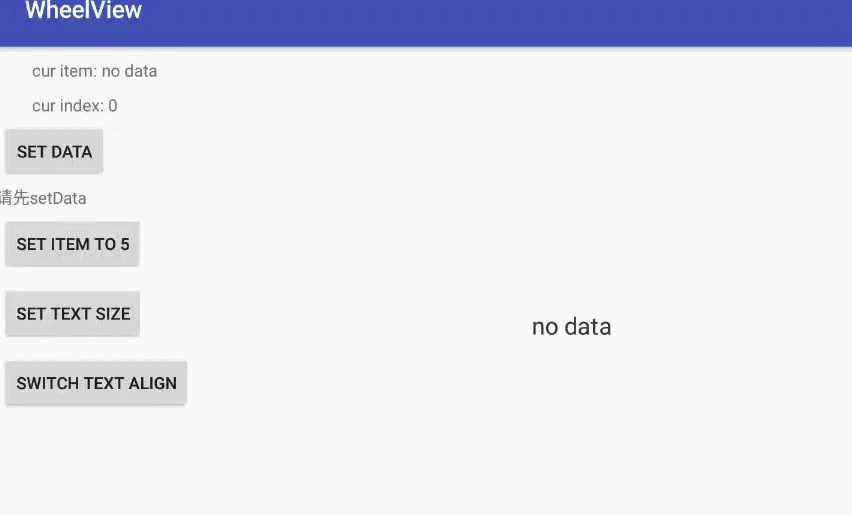 WheelView
cur item: no data
cur index: 0
SET DATA
请先setData
SET ITEM TO 5
SET TEXT SIZE
no data
SWITCH TEXT ALIGN